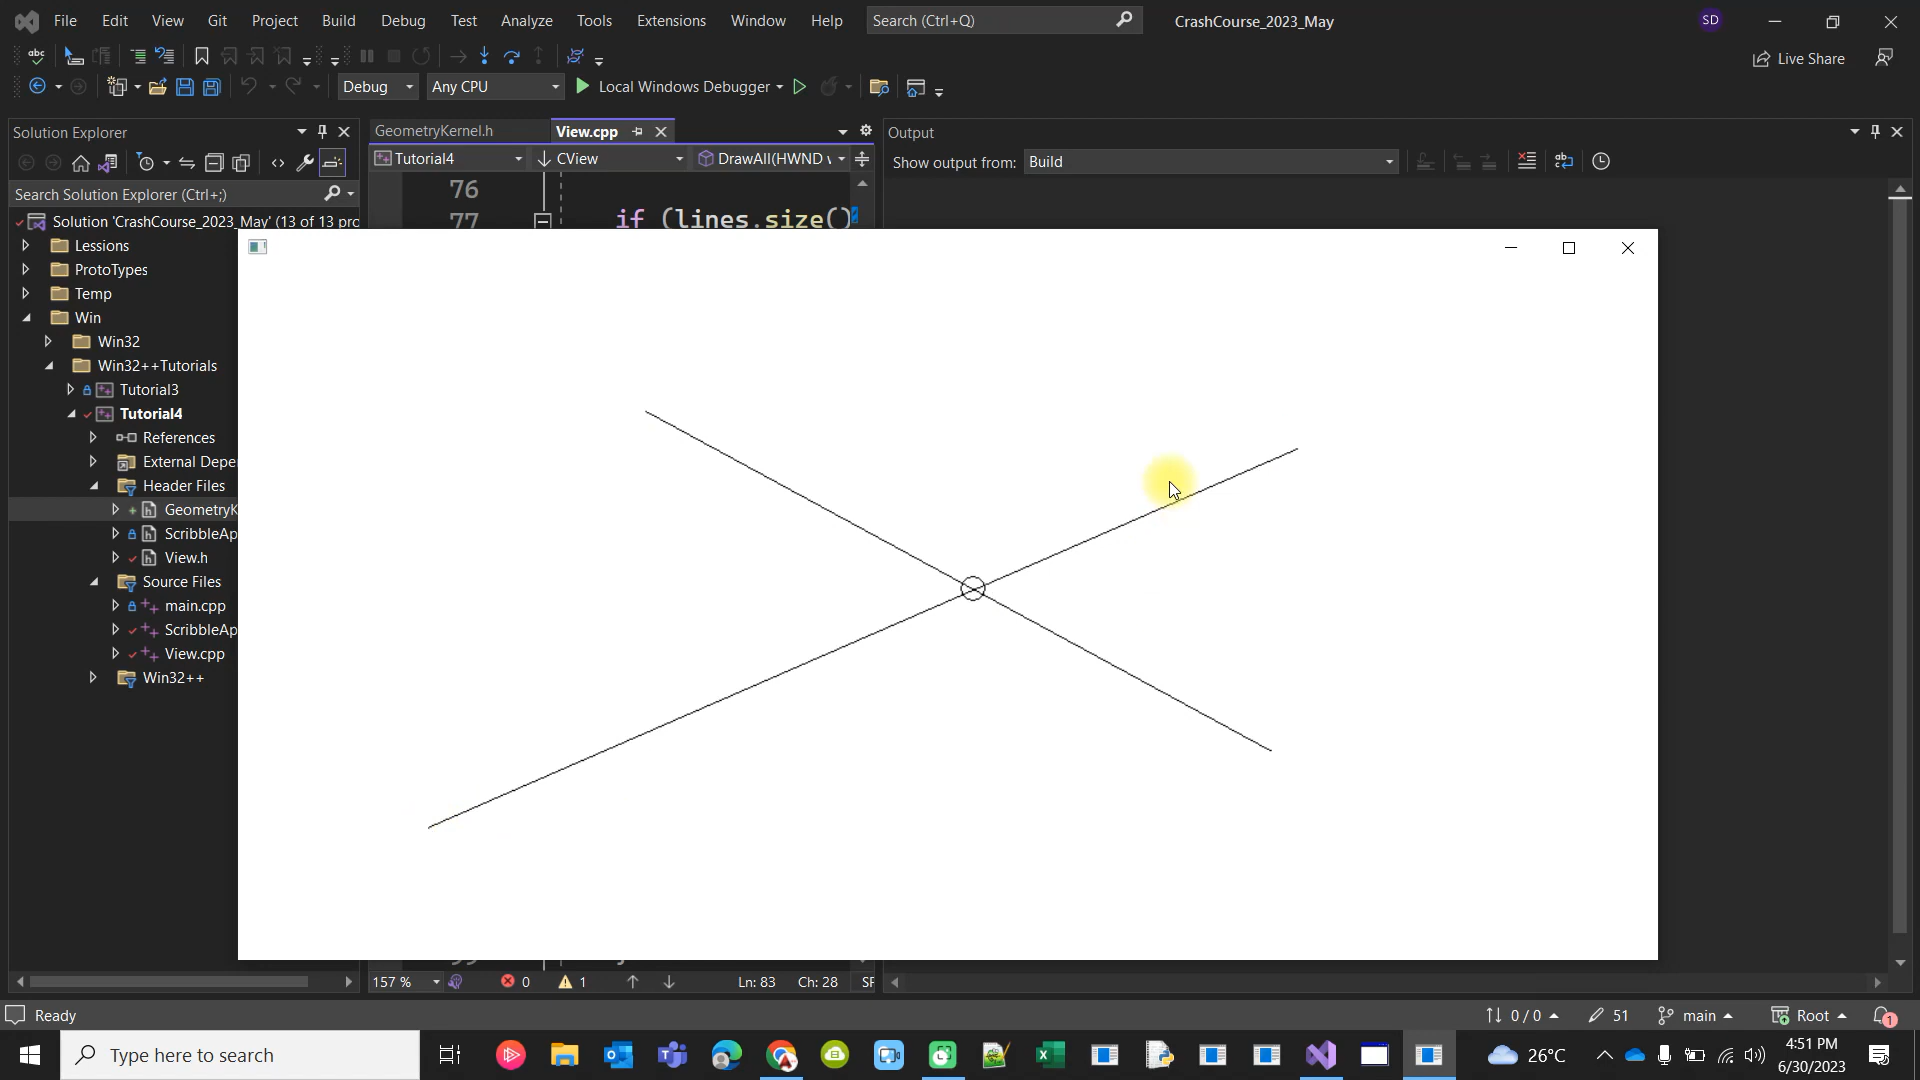 File Edit View Git Project Build Debug Test Analyze Tools Extensions Window Help Search (Ctrl+Q) CrashCourse_2023_May SD
abc Live Share
Debug Any CPU Local Windows Debugger
Solution Explorer GeometryKernel.h View.cpp Output
Tutorial4 CView DrawAll(HWND Show output from: Build
Search Solution Explorer (Ctrl+;) 76
Solution 'CrashCourse_2023_May' (13 of 13 pro 77 if (lines.size()
Lessions
ProtoTypes
Temp
Win
Win32
Win32++Tutorials
Tutorial3
Tutorial4
References
External Depe
Header Files
GeometryK
ScribbleAp
View.h
Source Files
main.cpp
ScribbleAp
View.cpp
Win32++
157 % 0 1 Ln: 83 Ch: 28 SP
Ready 0 / 0 51 main Root 1
Type here to search 26°C 4:51 PM
6/30/2023